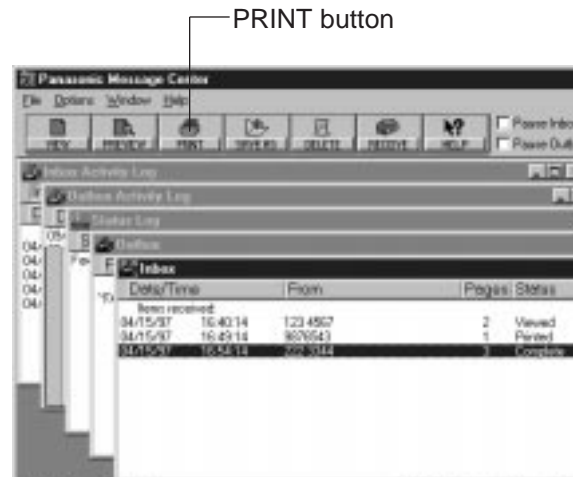 PRINT button
Panasonic Message Center
File Options Window Help
VIEW PREVIEW PRINT SAVE AS DELETE RECEIVE HELP
Pause Inbo
Pause Outb
Inbox Activity Log
Outbox Activity Log
Status Log
Outbox
Inbox
Date/Time From Pages Status
Items received:
04/15/97 16:40:14 123 4567 2 Viewed
04/15/97 16:49:14 9876543 1 Printed
04/15/97 16:54:14 222 3344 3 Complete